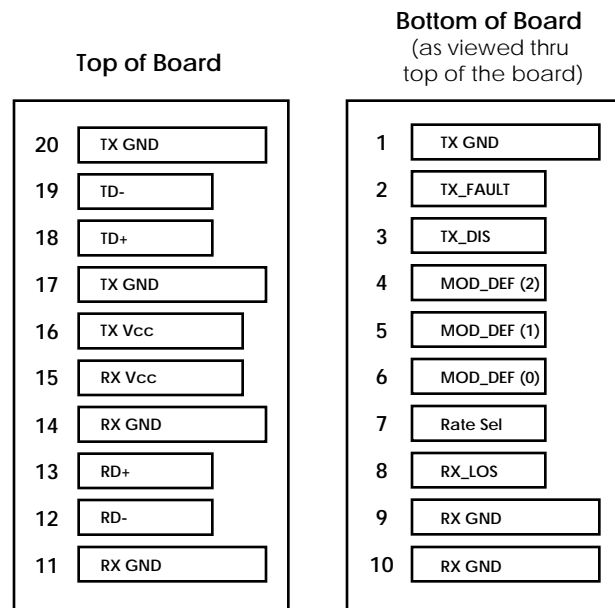 Top of Board
20 TX GND
19 TD-
18 TD+
17 TX GND
16 TX Vcc
15 RX Vcc
14 RX GND
13 RD+
12 RD-
11 RX GND
Bottom of Board
(as viewed thru
top of the board)
1 TX GND
2 TX_FAULT
3 TX_DIS
4 MOD_DEF (2)
5 MOD_DEF (1)
6 MOD_DEF (0)
7 Rate Sel
8 RX_LOS
9 RX GND
10 RX GND